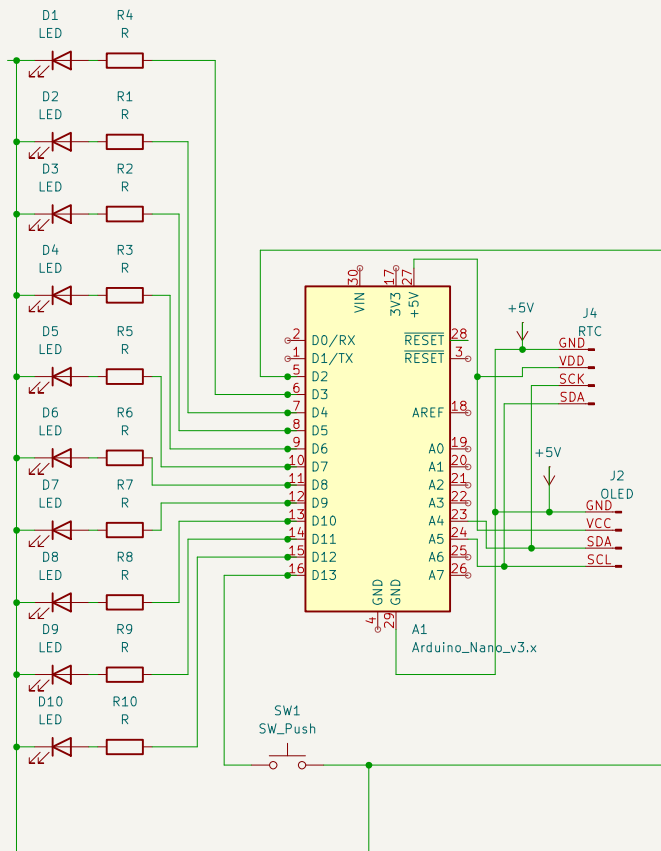 D1
LED
R4
R
D2
LED
R1
R
D3
LED
R2
R
D4
LED
R3
R
D5
LED
R5
R
D6
LED
R6
R
D7
LED
R7
R
D8
LED
R8
R
D9
LED
R9
R
D10
LED
R10
R
30
VIN
17
3V3
27
+5V
2 D0/RX
1 D1/TX
5 D2
6 D3
7 D4
8 D5
9 D6
10 D7
11 D8
12 D9
13 D10
14 D11
15 D12
16 D13
RESET 28
RESET 3
AREF 18
A0 19
A1 20
A2 21
A3 22
A4 23
A5 24
A6 25
A7 26
GND
4
GND
29
A1
Arduino_Nano_v3.x
+5V
J4
RTC
GND
VDD
SCK
SDA
+5V
J2
OLED
GND
VCC
SDA
SCL
SW1
SW_Push